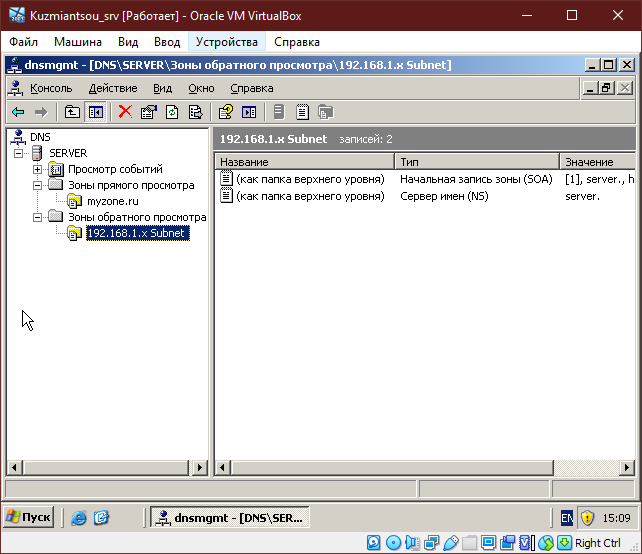 Kuzmiantsou_srv [Работает] - Oracle VM VirtualBox
Файл Машина Вид Ввод Устройства Справка
dnsmgmt - [DNS\SERVER\Зоны обратного просмотра\192.168.1.x Subnet]
Консоль Действие Вид Окно Справка
DNS
SERVER
Просмотр событий
Зоны прямого просмотра
myzone.ru
Зоны обратного просмотра
192.168.1.x Subnet
192.168.1.x Subnet записей: 2
Название Тип Значение
(как папка верхнего уровня) Начальная запись зоны (SOA) [1], server., h
(как папка верхнего уровня) Сервер имен (NS) server.
Пуск dnsmgmt - [DNS\SER... EN 15:09
Right Ctrl